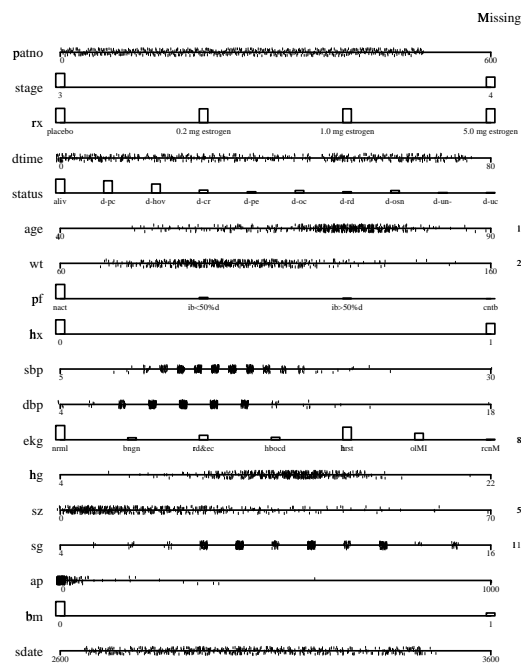 Missing
patno
0 600
stage
3 4
rx
placebo 0.2 mg estrogen 1.0 mg estrogen 5.0 mg estrogen
dtime
0 80
status
aliv d-pc d-hov d-cr d-pe d-oc d-rd d-osn d-un- d-uc
age 1
40 90
wt 2
60 160
pf
nact ib<50%d ib>50%d cntb
hx
0 1
sbp
5 30
dbp
4 18
ekg 8
nrml bngn rd&ec hbocd hrst olMI rcnM
hg
4 22
sz 5
0 70
sg 11
4 16
ap
0 1000
bm
0 1
sdate
2600 3600